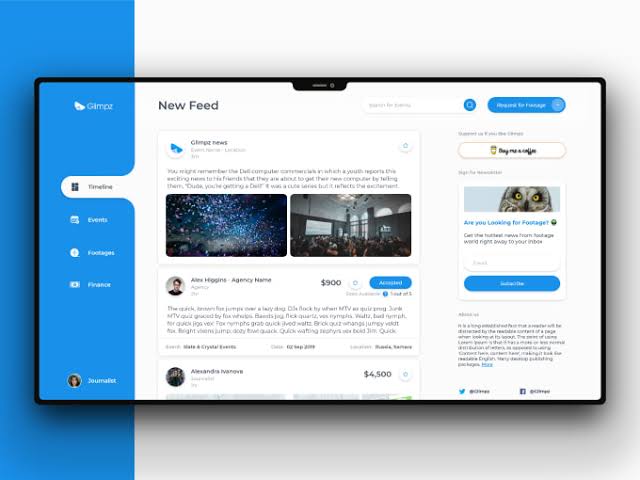 Glimpz
Timeline
Events
Footages
Finance
Journalist
New Feed
Search for Events
Request for Footage
Glimpz news
Event Name - Location
3m
You might remember the Dell computer commercials in which a youth reports this
exciting news to his friends that they are about to get their new computer by telling
them, "Dude, you're getting a Dell!" It was a cute series but it reflects the excitement.
Alex Higgins - Agency Name
Agency
2hr
$900
Accepted
1 out of 5
The quick, brown fox jumps over a lazy dog. DJs flock by when MTV ax quiz prog. Junk
MTV quiz graced by fox whelps. Bawds jog, flick quartz, vex nymphs. Waltz, bad nymph,
for quick jigs vex! Fox nymphs grab quick-jived waltz. Brick quiz whangs jumpy veldt
fox. Bright vixens jump; dozy fowl quack. Quick wafting zephyrs vex bold Jim. Quick
Event: Slate & Crystal Events
Date: 02 Sep 2019
Location: Russia, Samara
Alexandra Ivanova
Journalist
3hr
$4,500
Support us if you like Glimpz
Buy me a coffee
Sign for Newsletter
Are you Looking for Footage?
Get the hottest news from footage
world right away to your inbox
Email
Subscribe
About us
It is a long established fact that a reader will be
distracted by the readable content of a page
when looking at its layout. The point of using
Lorem Ipsum is that it has a more-or-less normal
distribution of letters, as opposed to using
'Content here, content here', making it look like
readable English. Many desktop publishing
packages. More
@Glimpz
@Glimpz